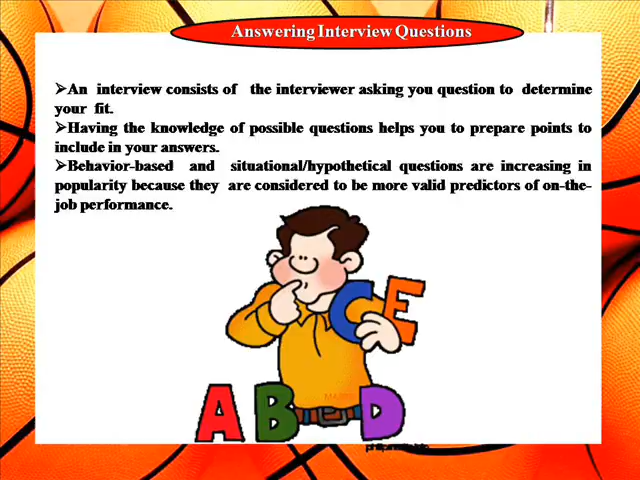 Answering Interview Questions
➢An interview consists of the interviewer asking you question to determine
your fit.
➢Having the knowledge of possible questions helps you to prepare points to
include in your answers.
➢Behavior-based and situational/hypothetical questions are increasing in
popularity because they are considered to be more valid predictors of on-the-
job performance.
C E
A B D